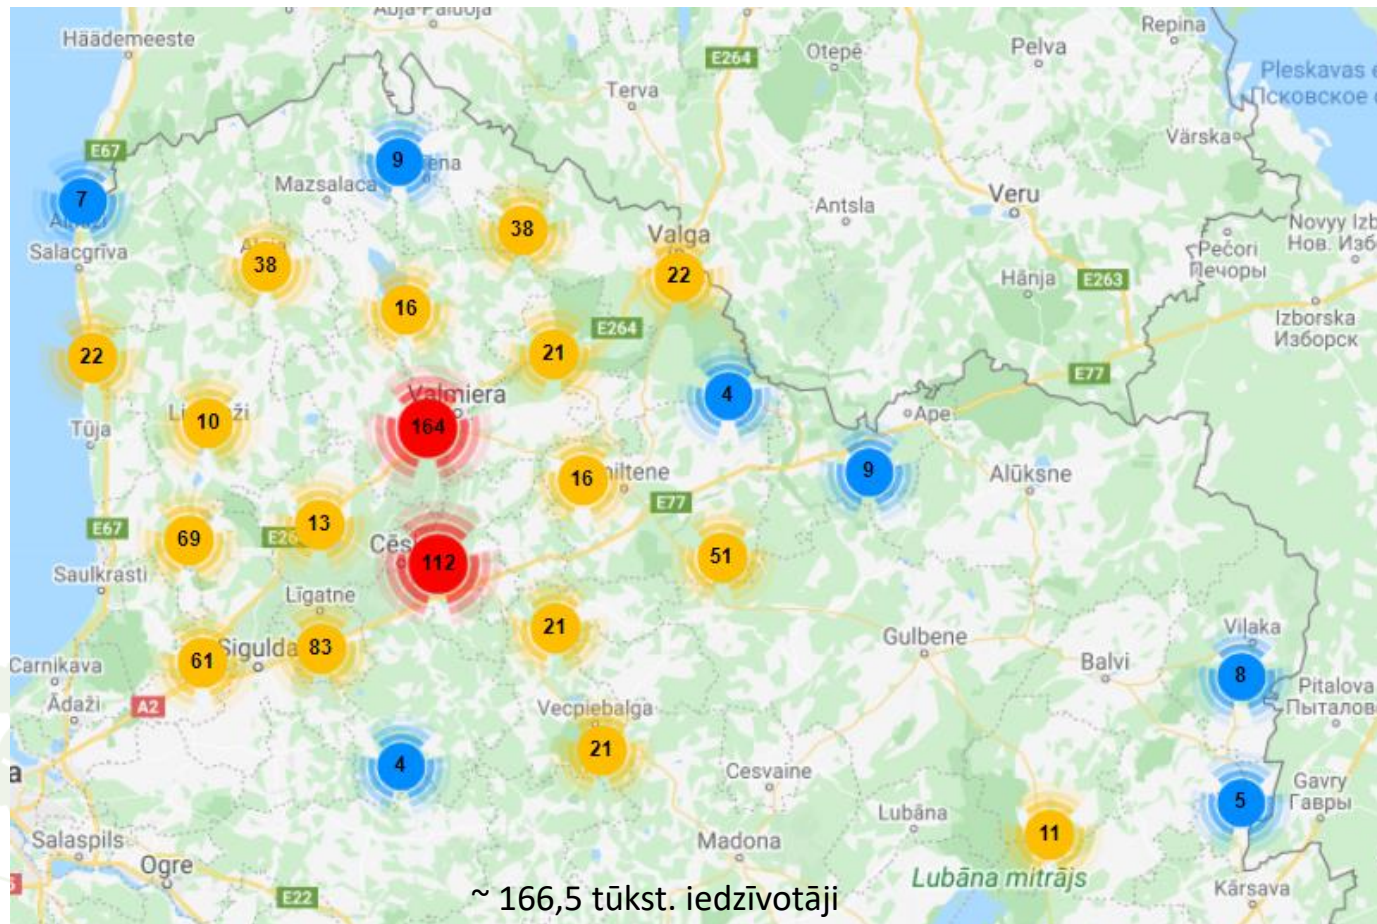 Häädemeeste
Otepē
Pelva
Repina
E264
Terva
Pleskavas e
Псковское о
Värska
E67
9
Mazsalaca
7
Salacgrīva
38
38
Valga
22
Antsla
Veru
Pečori
Печоры
Novyy Izb
Нов. Изб
Hānja
E263
Izborska
Изборск
16
E264
21
22
E77
Valmiera
164
10
4
Ape
Tūja
16
9
Alūksne
E77
E67
69
13
Cēs
112
51
Saulkrasti
Līgatne
21
Gulbene
Viļaka
Carnikava
61
Sigulda
83
Balvi
8
Pitalova
Пыталов
Ādaži
A2
Vecpiebalga
21
4
Cesvaine
5
Gavry
Гавры
Lubāna
11
Salaspils
Madona
Ogre
Lubāna mitrājs
E22
~ 166,5 tūkst. iedzīvotāji
Kārsava